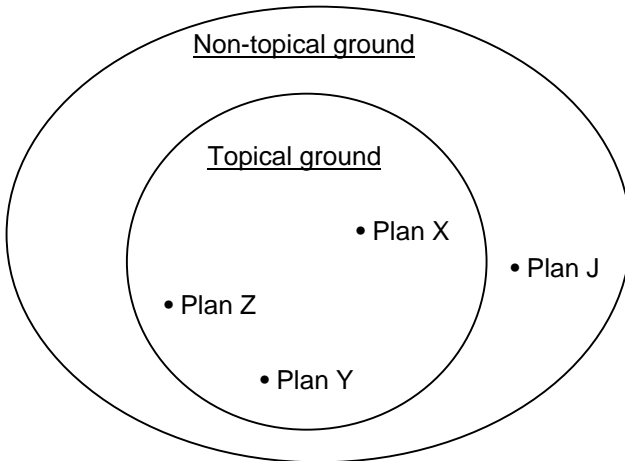 Non-topical ground
Topical ground
• Plan X
• Plan J
• Plan Z
• Plan Y